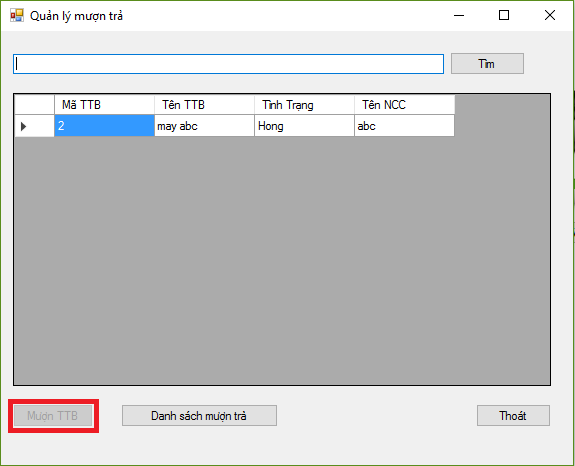 Quản lý mượn trả
Tìm
Mã TTB Tên TTB Tình Trạng Tên NCC
2 may abc Hong abc
Mượn TTB Danh sách mượn trả Thoát